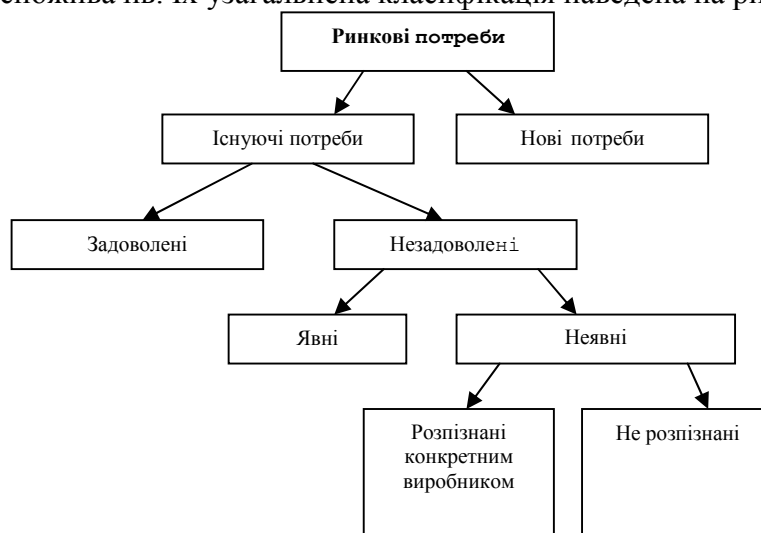 споживачів. Їх узагальнена класифікація наведена на ри
Ринкові потреби
Існуючі потреби
Нові потреби
Задоволені
Незадоволені
Явні
Неявні
Розпізнані
конкретним
виробником
Не розпізнані